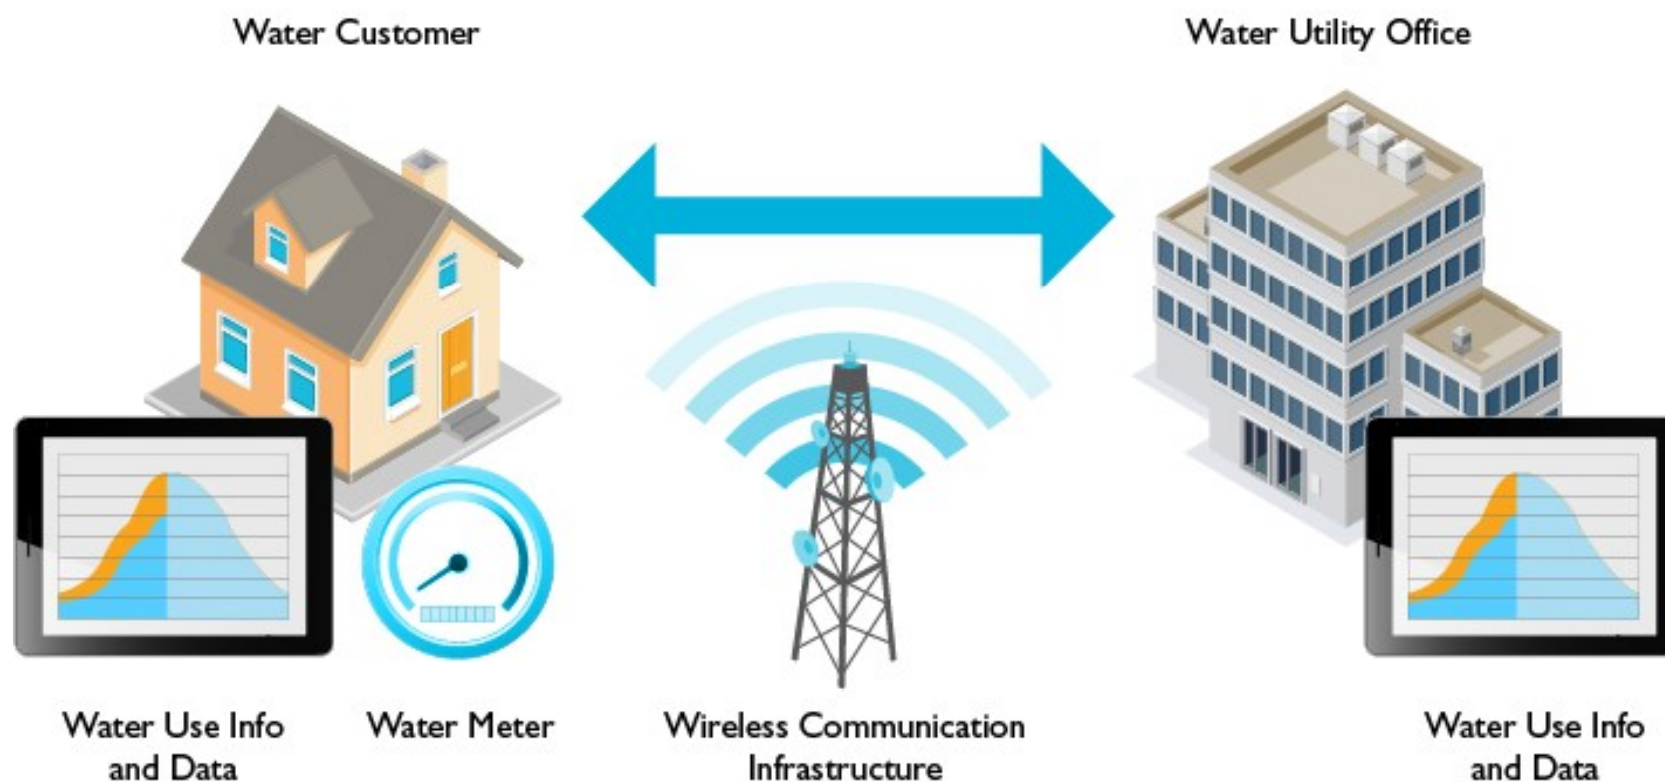 Water Customer
Water Utility Office
Water Use Info
and Data
Water Meter
Wireless Communication
Infrastructure
Water Use Info
and Data